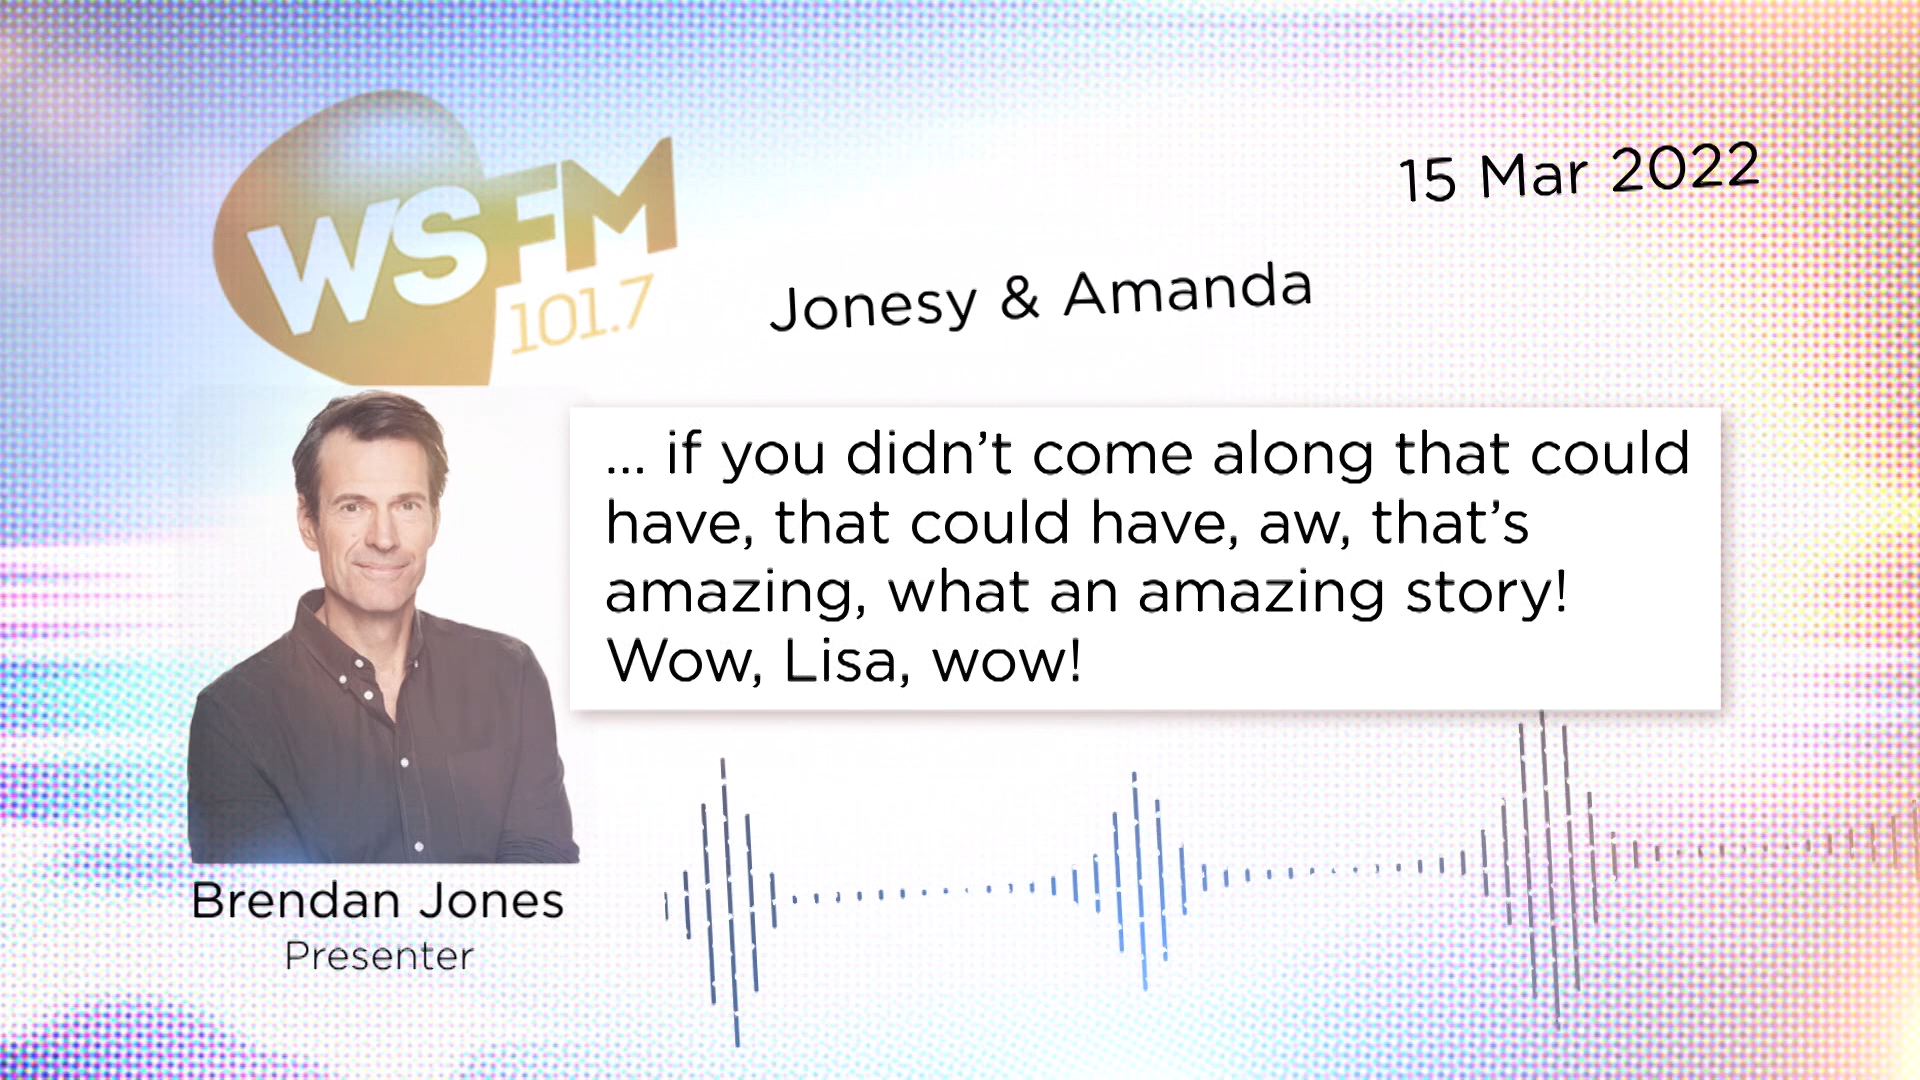 WSFM
101.7
15 Mar 2022
Jonesy & Amanda
... if you didn’t come along that could
have, that could have, aw, that’s
amazing, what an amazing story!
Wow, Lisa, wow!
Brendan Jones
Presenter